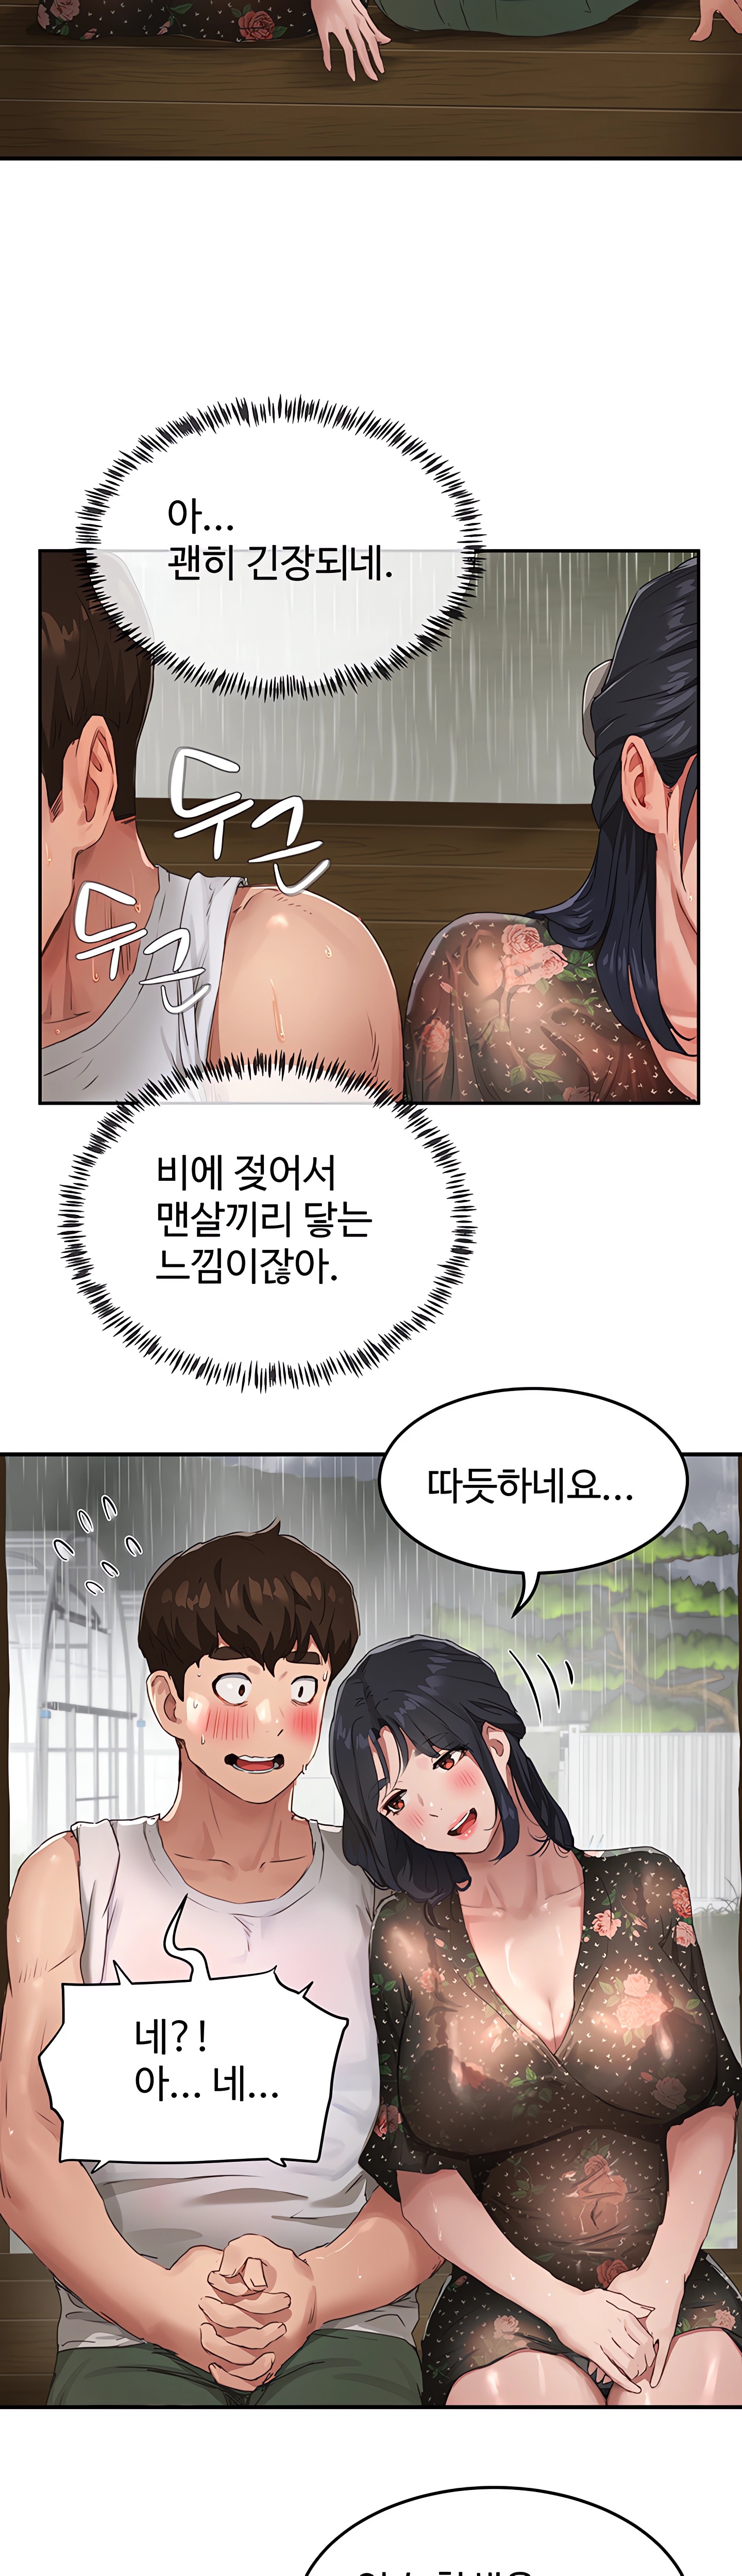 아...
괜히 긴장되네.
두근
두근
비에 젖어서
맨살끼리 닿는
느낌이잖아.
따듯하네요...
네?!
아... 네...